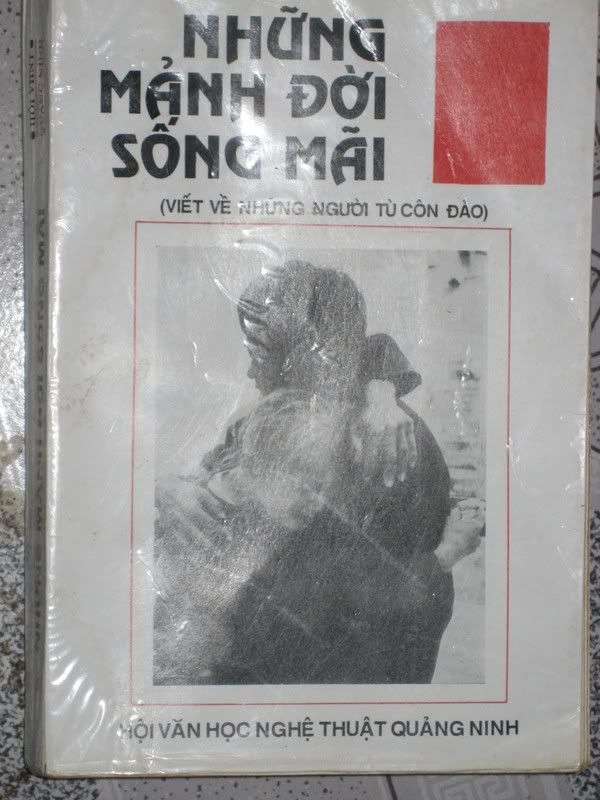 NHỮNG
MẢNH ĐỜI
SỐNG MÃI
(VIẾT VỀ NHỮNG NGƯỜI TÙ CÔN ĐẢO)
HỘI VĂN HỌC NGHỆ THUẬT QUẢNG NINH